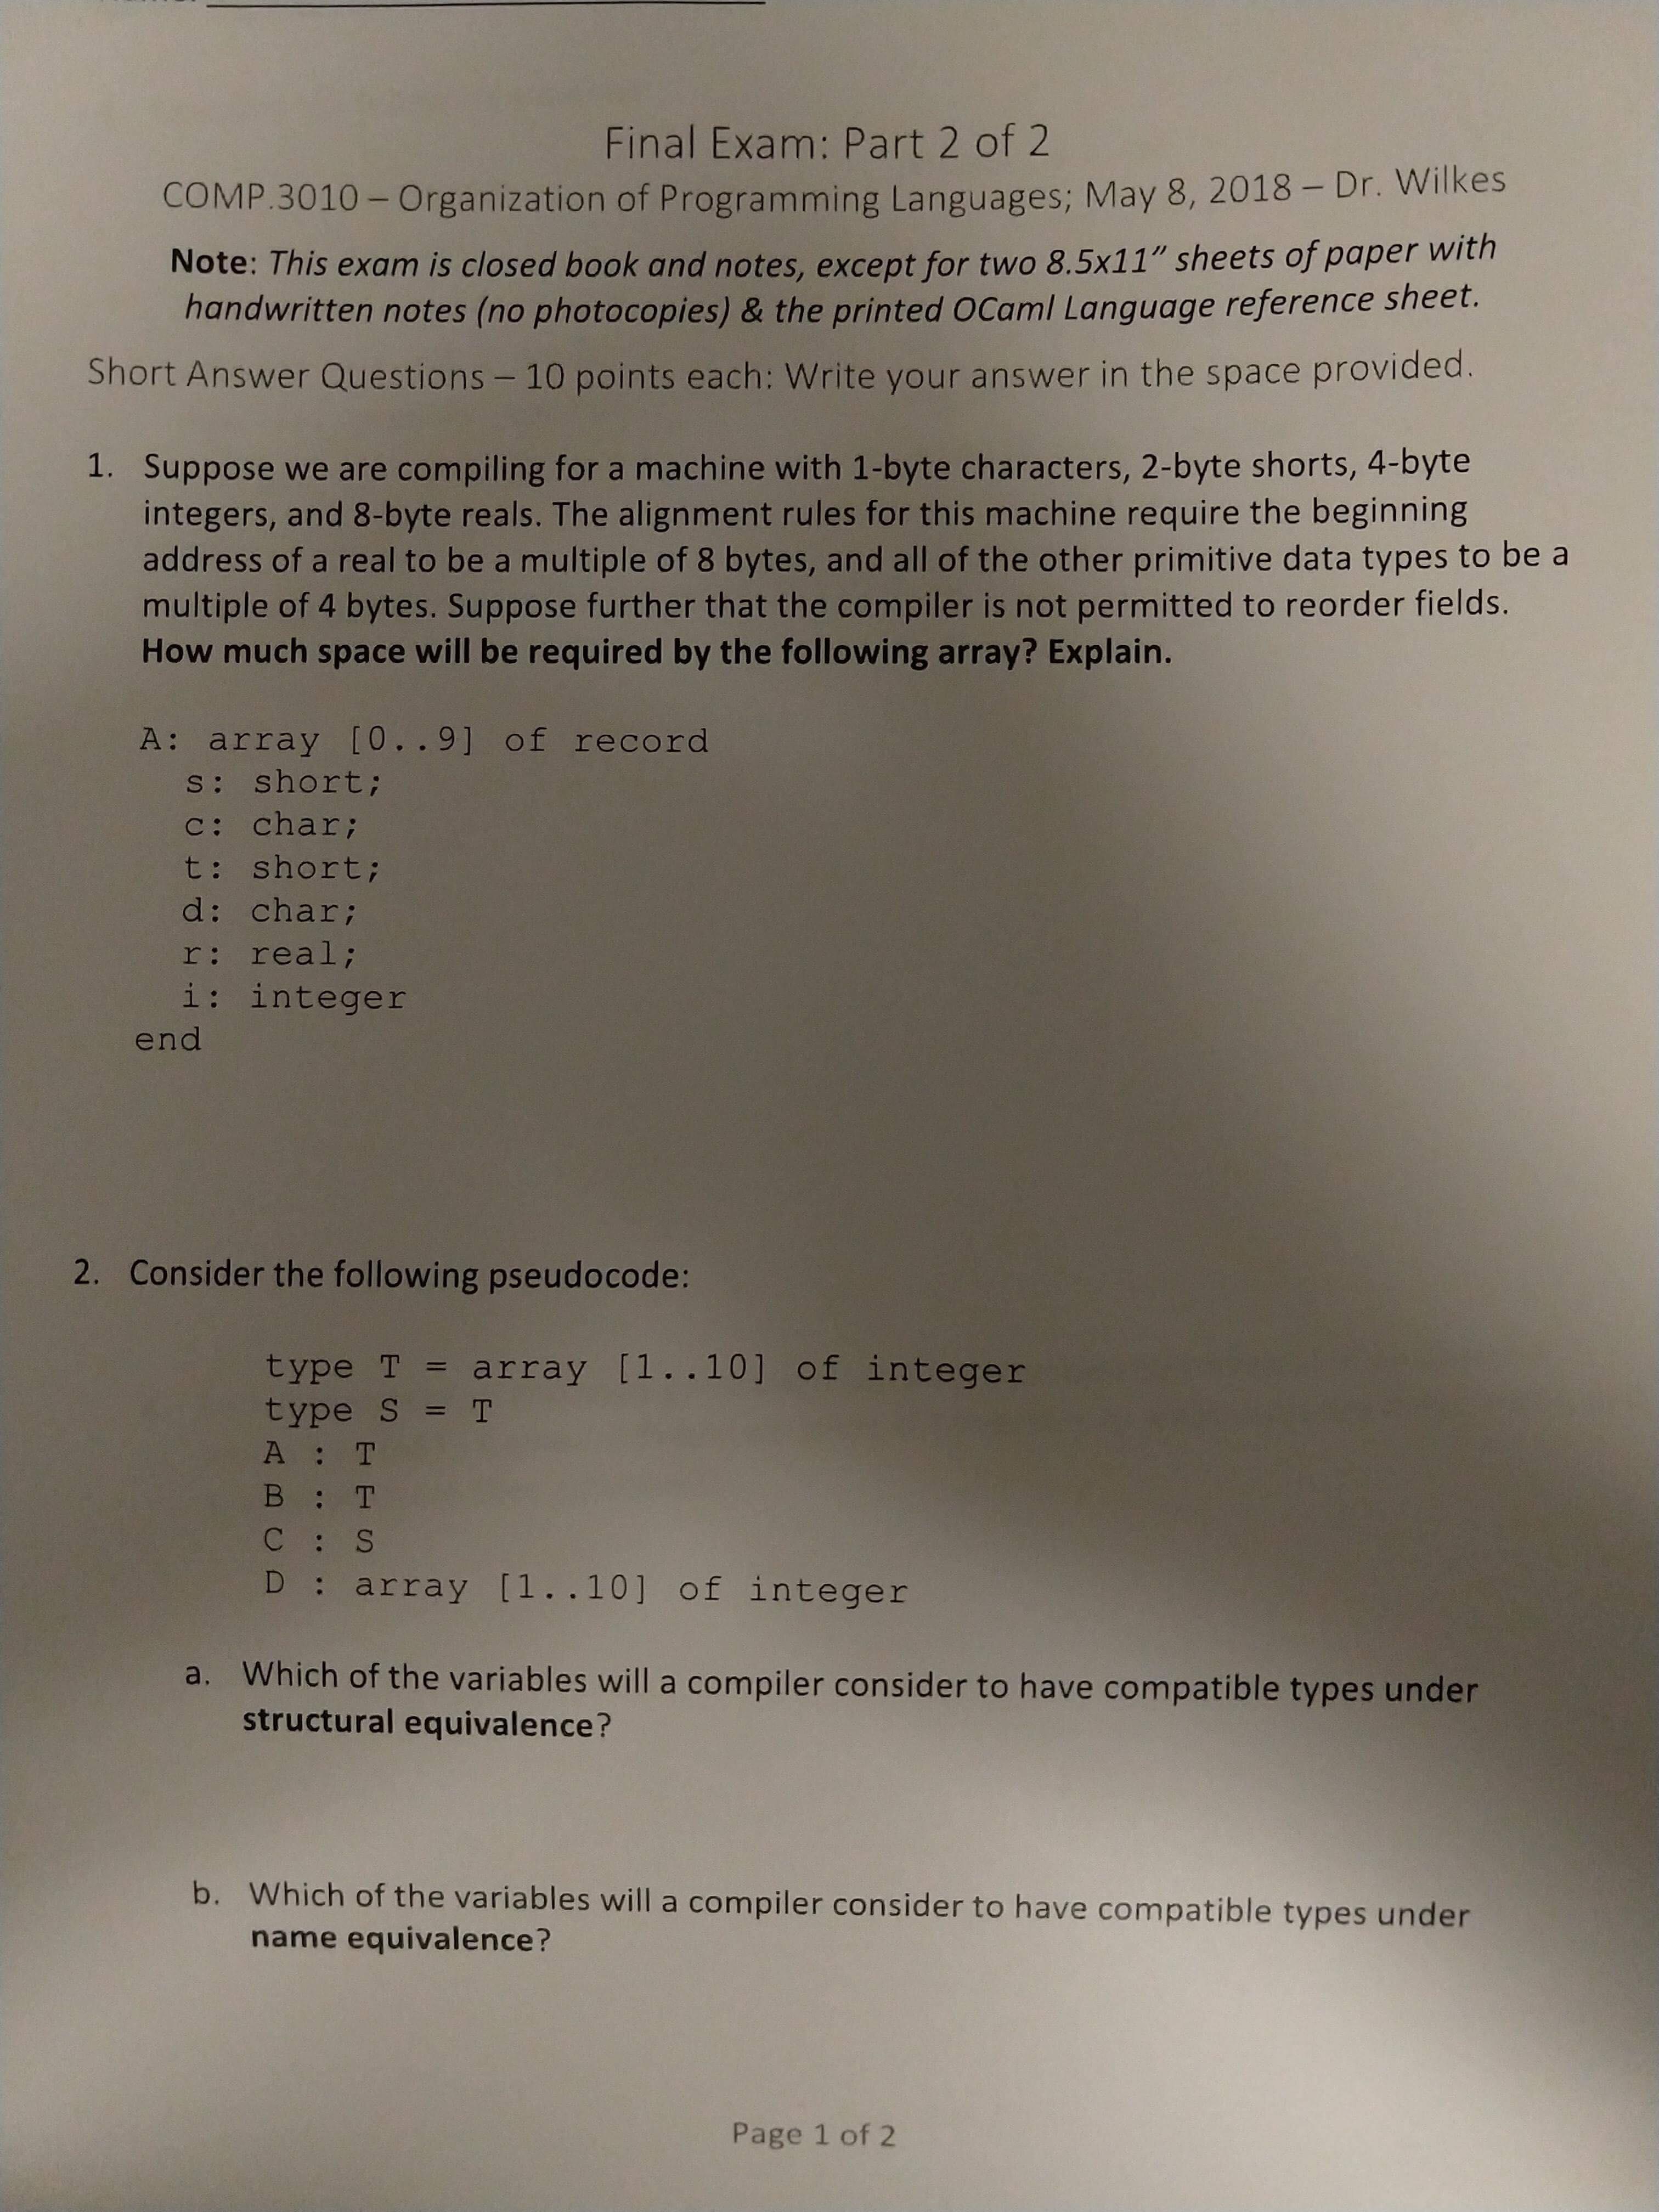 Final Exam: Part 2 of 2
COMP.3010 – Organization of Programming Languages; May 8, 2018 – Dr. Wilkes
Note: This exam is closed book and notes, except for two 8.5x11” sheets of paper with
handwritten notes (no photocopies) & the printed OCaml Language reference sheet.
Short Answer Questions – 10 points each: Write your answer in the space provided.
1. Suppose we are compiling for a machine with 1-byte characters, 2-byte shorts, 4-byte
integers, and 8-byte reals. The alignment rules for this machine require the beginning
address of a real to be a multiple of 8 bytes, and all of the other primitive data types to be a
multiple of 4 bytes. Suppose further that the compiler is not permitted to reorder fields.
How much space will be required by the following array? Explain.
A: array [0..9] of record
s: short;
c: char;
t: short;
d: char;
r: real;
i: integer
end
2. Consider the following pseudocode:
type T = array [1..10] of integer
type S = T
A : T
B : T
C : S
D : array [1..10] of integer
a. Which of the variables will a compiler consider to have compatible types under
structural equivalence?
b. Which of the variables will a compiler consider to have compatible types under
name equivalence?
Page 1 of 2